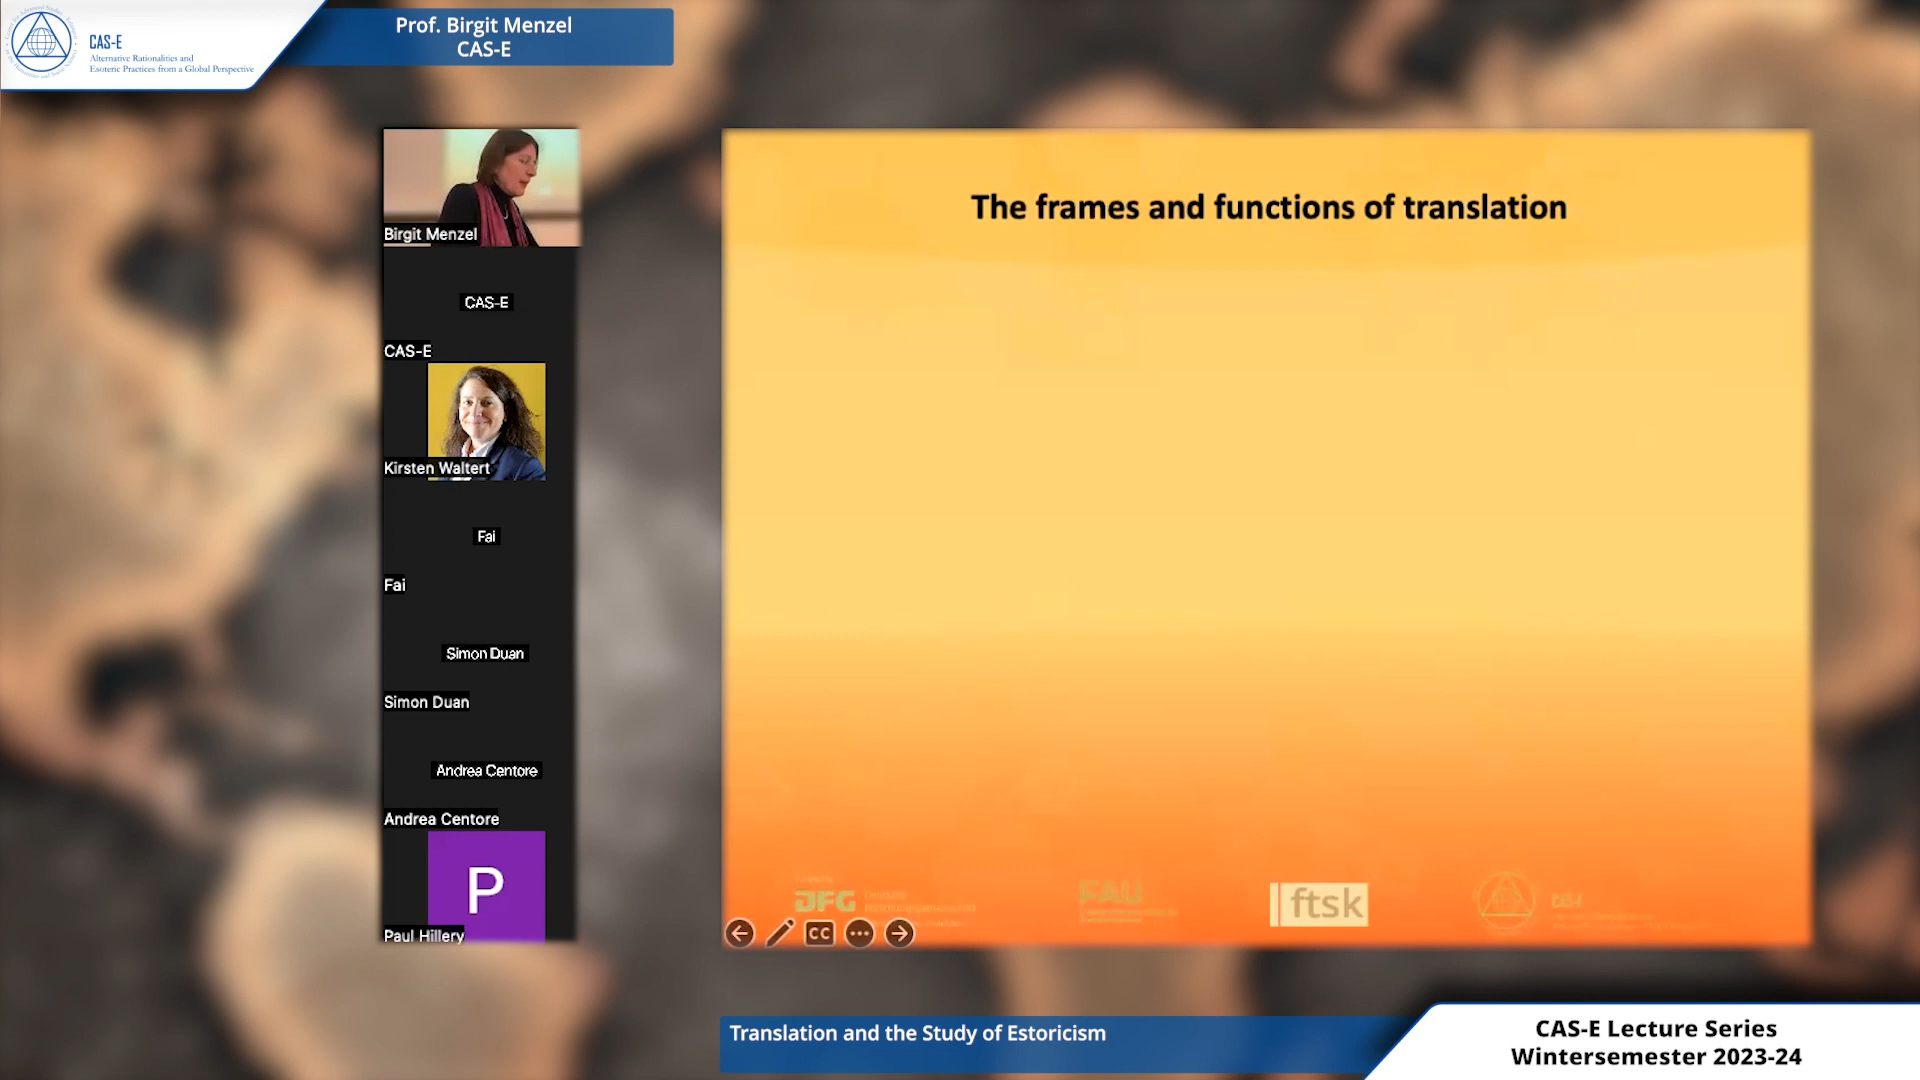 CAS-E
Alternative Rationalities and
Esoteric Practices from a Global Perspective
Prof. Birgit Menzel
CAS-E
Birgit Menzel
CAS-E
CAS-E
Kirsten Waltert
Fai
Fai
Simon Duan
Simon Duan
Andrea Centore
Andrea Centore
P
Paul Hillery
The frames and functions of translation
DFG
FAU
ftsk
CAS-E
CC
Translation and the Study of Estoricism
CAS-E Lecture Series
Wintersemester 2023-24